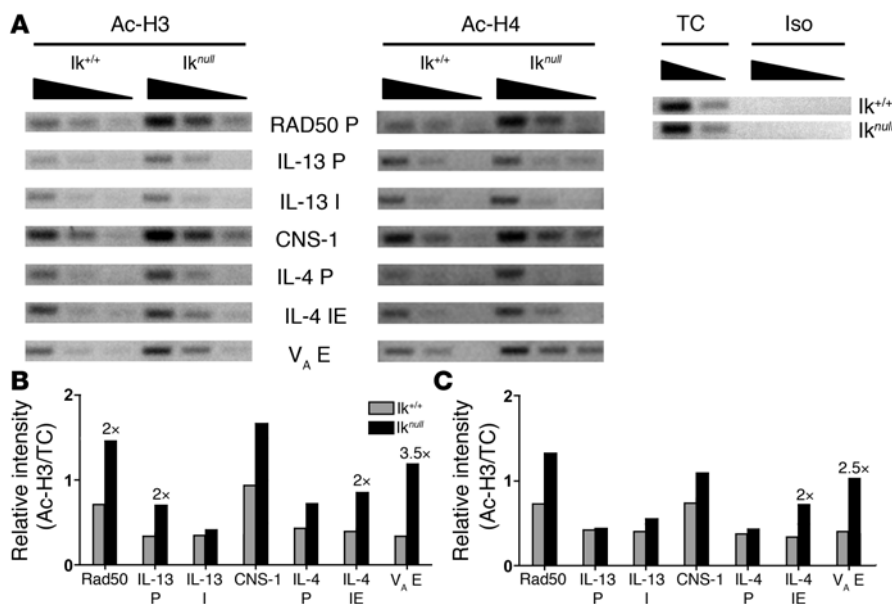 A
Ac-H3
Ac-H4
TC
Iso
Ik+/+
Iknull
Ik+/+
Iknull
RAD50 P
IL-13 P
IL-13 I
CNS-1
IL-4 P
IL-4 IE
VA E
Ik+/+
Iknull
B
Relative intensity
(Ac-H3/TC)
2
1
0
2×
2×
2×
3.5×
Ik+/+
Iknull
Rad50
IL-13
P
IL-13
I
CNS-1
IL-4
P
IL-4
IE
VA E
C
Relative intensity
(Ac-H3/TC)
2
1
0
2×
2.5×
Rad50
IL-13
P
IL-13
I
CNS-1
IL-4
P
IL-4
IE
VA E